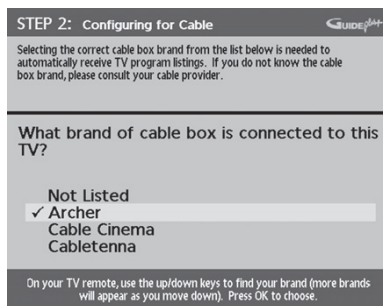 STEP 2: Configuring for Cable GUIDE plus+
Selecting the correct cable box brand from the list below is needed to
automatically receive TV program listings. If you do not know the cable
box brand, please consult your cable provider.
What brand of cable box is connected to this
TV?
Not Listed
✓ Archer
Cable Cinema
Cabletenna
On your TV remote, use the up/down keys to find your brand (more brands
will appear as you move down). Press OK to choose.